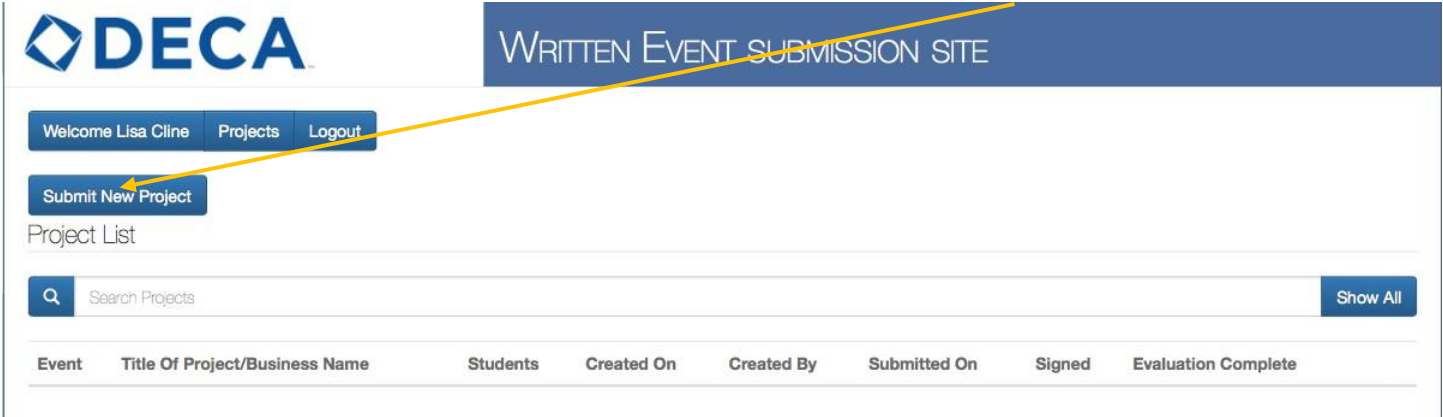 DECA
WRITTEN EVENT SUBMISSION SITE
Welcome Lisa Cline Projects Logout
Submit New Project
Project List
Search Projects Show All
Event Title Of Project/Business Name Students Created On Created By Submitted On Signed Evaluation Complete